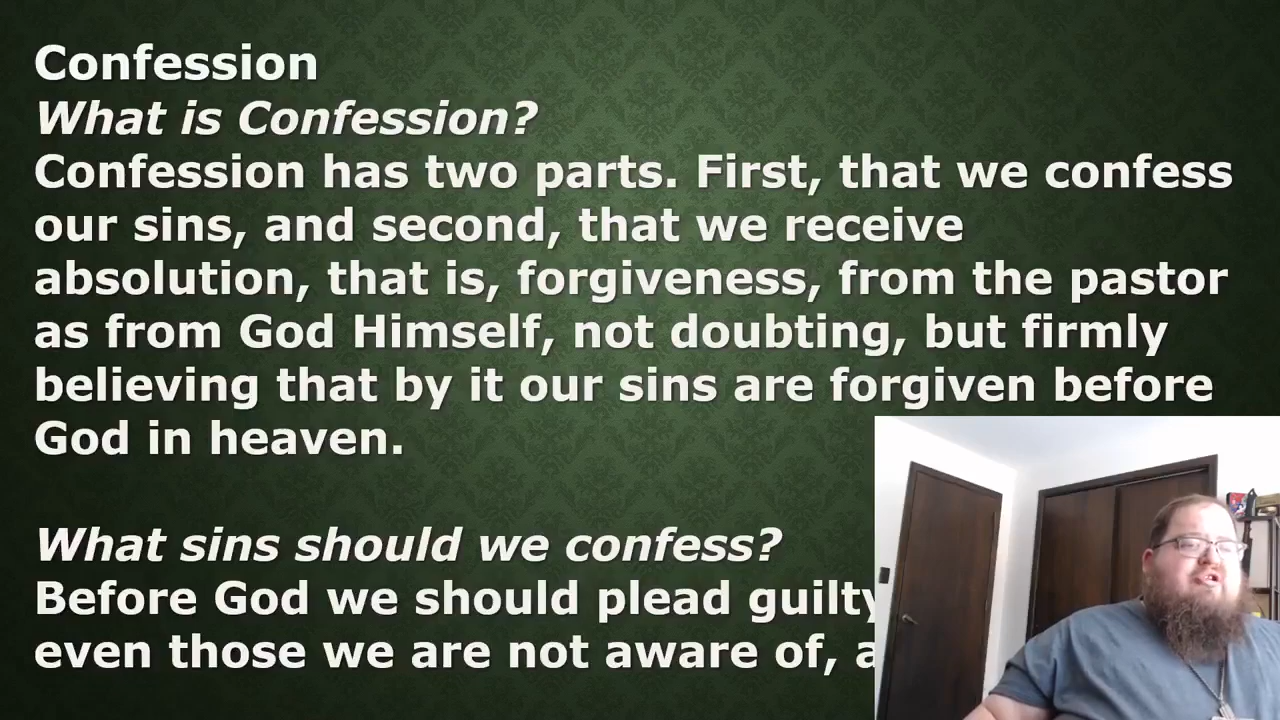 Confession
What is Confession?
Confession has two parts. First, that we confess
our sins, and second, that we receive
absolution, that is, forgiveness, from the pastor
as from God Himself, not doubting, but firmly
believing that by it our sins are forgiven before
God in heaven.
What sins should we confess?
Before God we should plead guilty
even those we are not aware of,